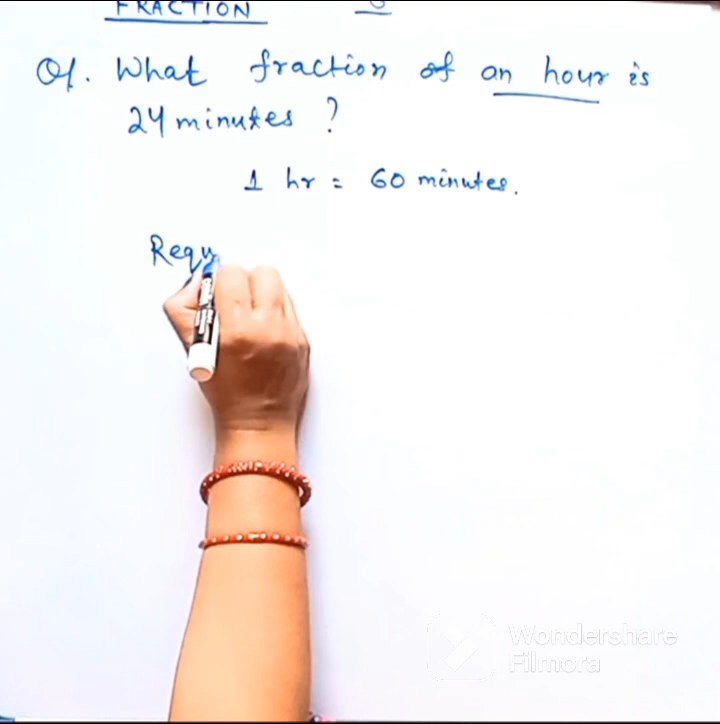 FRACTION
Q1. What fraction of an hour is
24 minutes ?
1 hr = 60 minutes.
Requ
Wondershare
Filmora